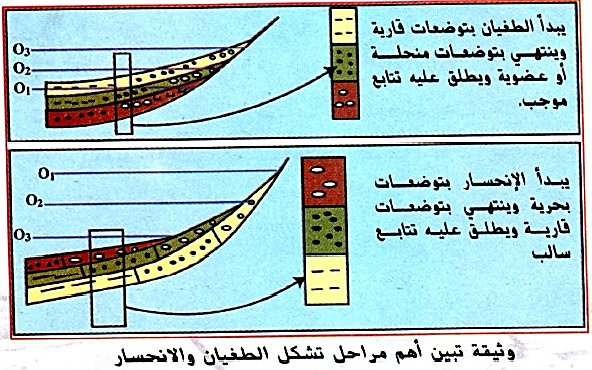 يبدأ الطفيان بتوضعات قارية
وينتهي بتوضعات منحلة
أو عضوية ويطلق عليه تتابع
موجب.
O3
O2
O1
يبدأ الإنحسار بتوضعات
بحرية وينتهي بتوضعات
قارية ويطلق عليه تتابع
سالب
O1
O2
O3
وثيقة تبين أهم مراحل تشكل الطفيان والانحسار